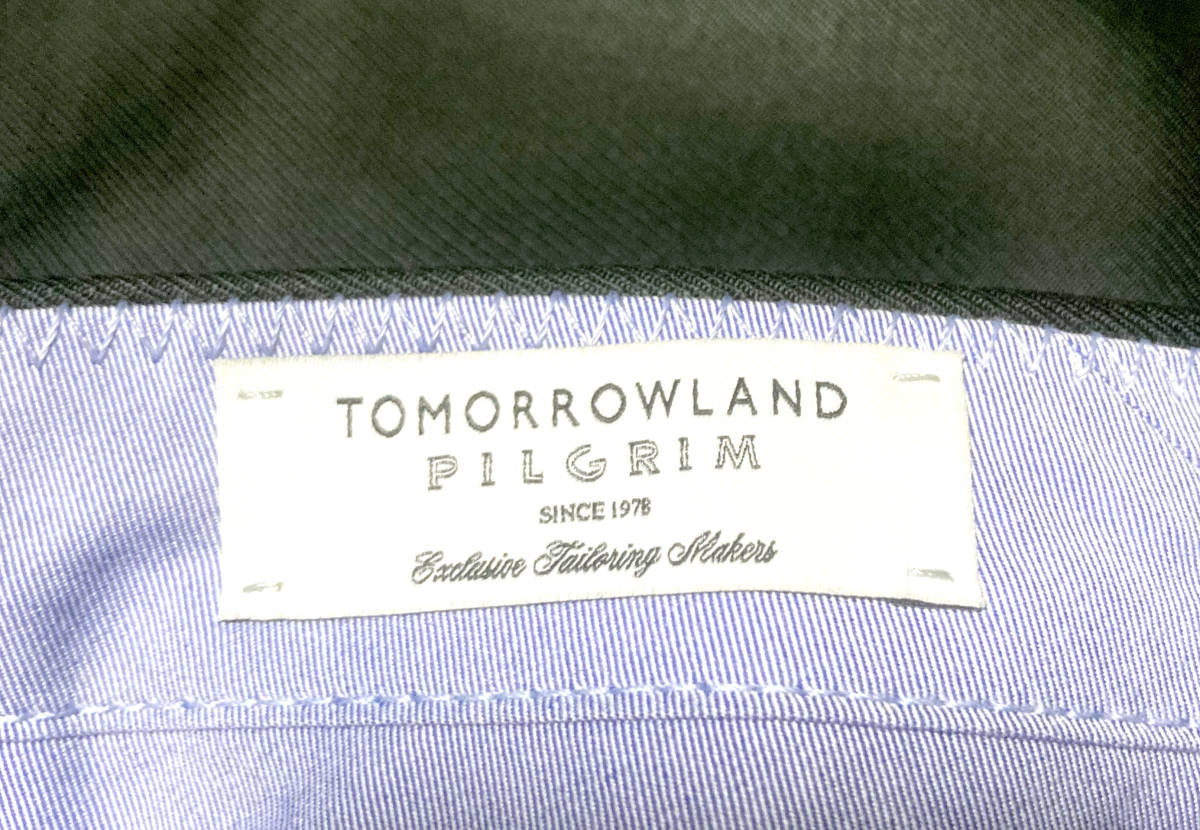 TOMORROWLAND
PILGRIM
SINCE 1978
Exclusive Tailoring Makers